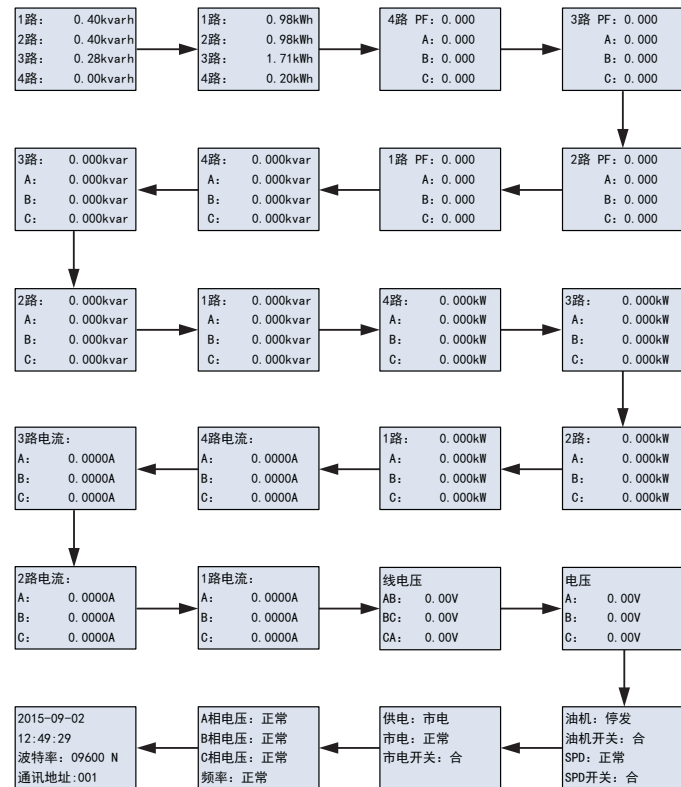 1路： 0.40kvarh
2路： 0.40kvarh
3路： 0.28kvarh
4路： 0.00kvarh
1路： 0.98kWh
2路： 0.98kWh
3路： 1.71kWh
4路： 0.20kWh
4路 PF：0.000
A：0.000
B：0.000
C：0.000
3路 PF：0.000
A：0.000
B：0.000
C：0.000
2路 PF：0.000
A：0.000
B：0.000
C：0.000
1路 PF：0.000
A：0.000
B：0.000
C：0.000
4路： 0.000kvar
A： 0.000kvar
B： 0.000kvar
C： 0.000kvar
3路： 0.000kvar
A： 0.000kvar
B： 0.000kvar
C： 0.000kvar
2路： 0.000kvar
A： 0.000kvar
B： 0.000kvar
C： 0.000kvar
1路： 0.000kvar
A： 0.000kvar
B： 0.000kvar
C： 0.000kvar
4路： 0.000kW
A： 0.000kW
B： 0.000kW
C： 0.000kW
3路： 0.000kW
A： 0.000kW
B： 0.000kW
C： 0.000kW
2路： 0.000kW
A： 0.000kW
B： 0.000kW
C： 0.000kW
1路： 0.000kW
A： 0.000kW
B： 0.000kW
C： 0.000kW
4路电流：
A： 0.0000A
B： 0.0000A
C： 0.0000A
3路电流：
A： 0.0000A
B： 0.0000A
C： 0.0000A
2路电流：
A： 0.0000A
B： 0.0000A
C： 0.0000A
1路电流：
A： 0.0000A
B： 0.0000A
C： 0.0000A
线电压
AB： 0.00V
BC： 0.00V
CA： 0.00V
电压
A： 0.00V
B： 0.00V
C： 0.00V
油机：停发
油机开关：合
SPD：正常
SPD开关：合
供电：市电
市电：正常
市电开关：合
A相电压：正常
B相电压：正常
C相电压：正常
频率：正常
2015-09-02
12:49:29
波特率：09600 N
通讯地址:001